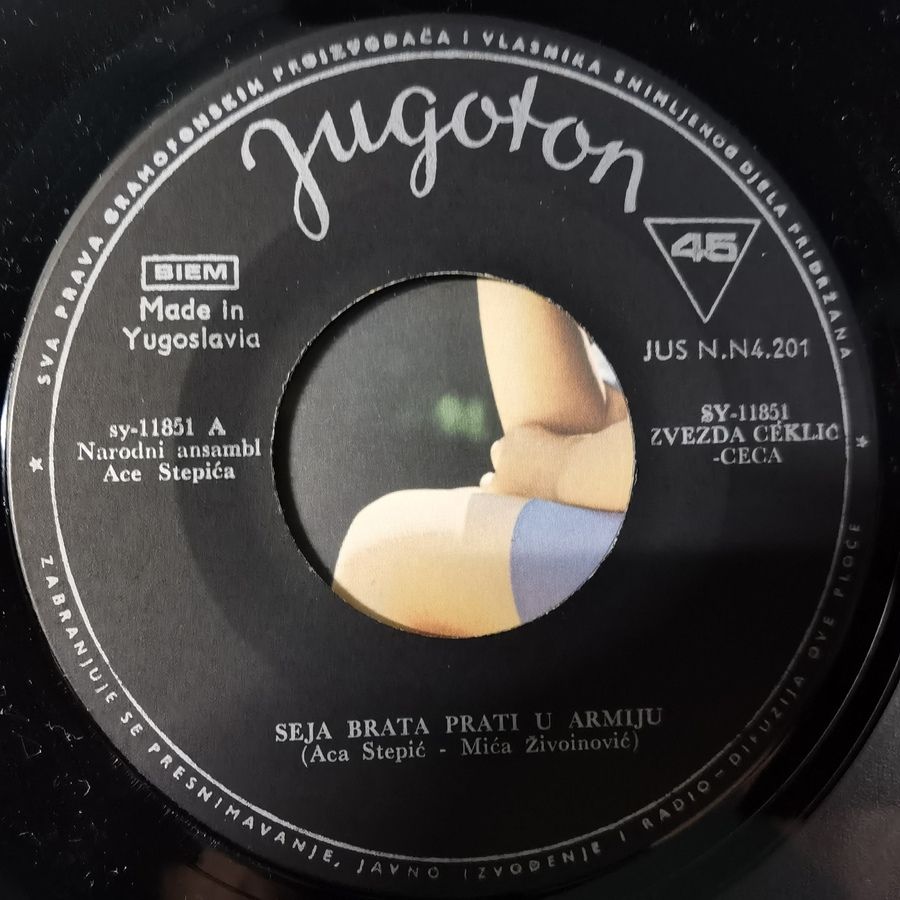 SVA PRAVA GRAMOFONSKIH PROIZVOĐAČA I VLASNIKA SNIMLJENOG DJELA PRIDRŽANA
Jugoton
BIEM
Made in
Yugoslavia
45
JUS N.N4.201
sy-11851 A
Narodni ansambl
Ace Stepića
SY-11851
ZVEZDA CEKLIĆ
-CECA
SEJA BRATA PRATI U ARMIJU
(Aca Stepić - Mića Živoinović)
ZABRANJUJE SE PRESNIMAVANJE, JAVNO IZVOĐENJE I RADIO-DIFUZIJA OVE PLOČE